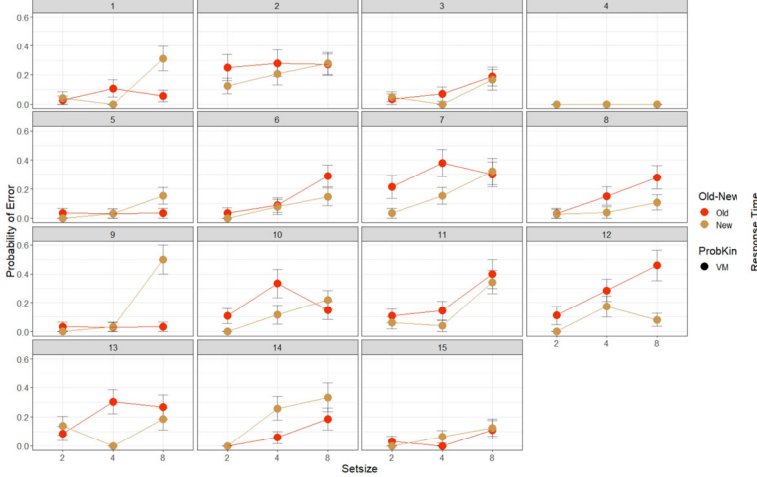 1 2 3 4
0.6
0.4
0.2
0.0
5 6 7 8
0.6
0.4
0.2
0.0
9 10 11 12
0.6
0.4
0.2
0.0
2 4 8
13 14 15
0.6
0.4
0.2
0.0
2 4 8 2 4 8 2 4 8
Setsize
Probability of Error
Old-New
Old
New
ProbKin
VM
Response Time